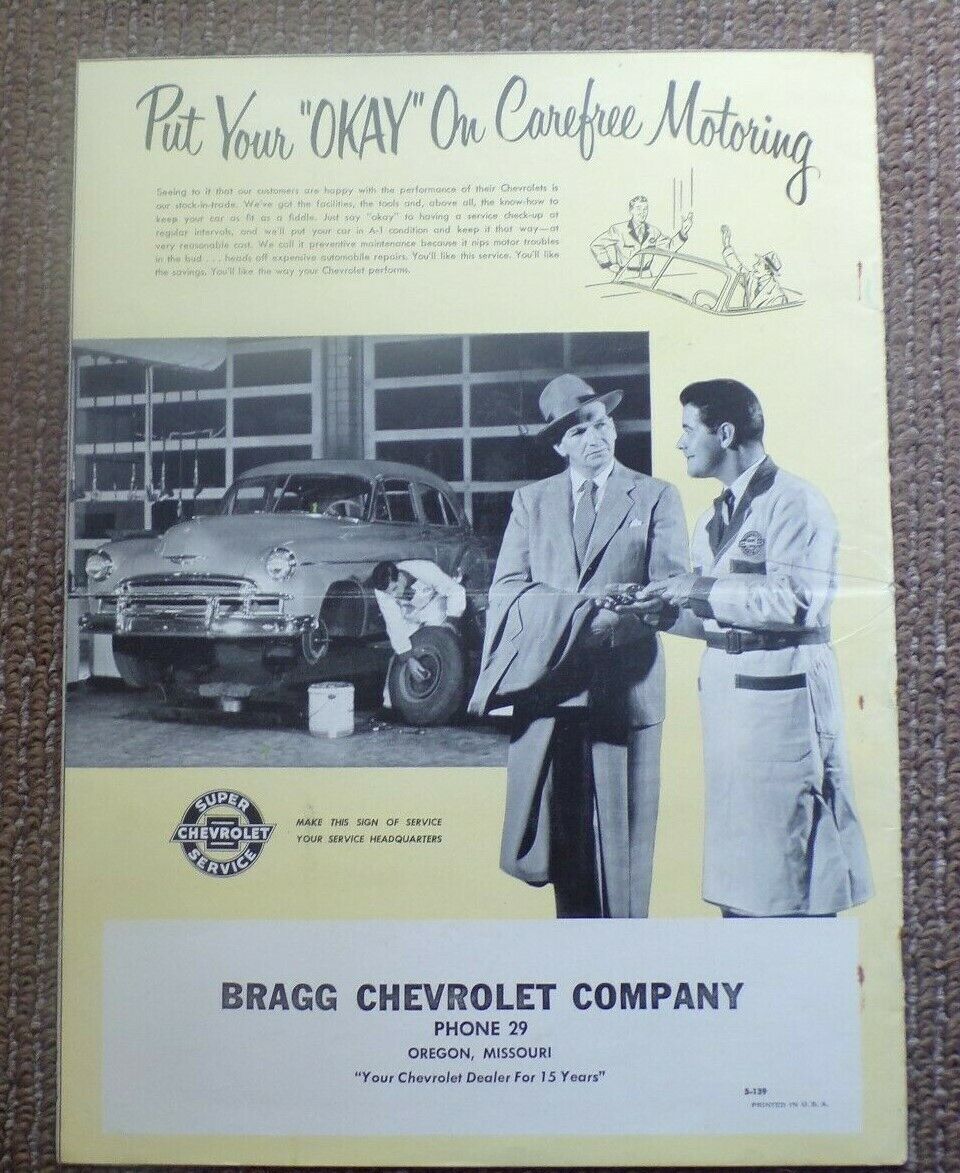 Put Your "OKAY" On Carefree Motoring
Seeing to it that our customers are happy with the performance of their Chevrolets is
our stock-in-trade. We've got the facilities, the tools and, above all, the know-how to
keep your car as fit as a fiddle. Just say "okay" to having a service check-up at
regular intervals, and we'll put your car in A-1 condition and keep it that way—at
very reasonable cost. We call it preventive maintenance because it nips motor troubles
in the bud . . . heads off expensive automobile repairs. You'll like this service. You'll like
the savings. You'll like the way your Chevrolet performs.
SUPER
CHEVROLET
SERVICE
MAKE THIS SIGN OF SERVICE
YOUR SERVICE HEADQUARTERS
BRAGG CHEVROLET COMPANY
PHONE 29
OREGON, MISSOURI
"Your Chevrolet Dealer For 15 Years"
5-139
PRINTED IN U. S. A.